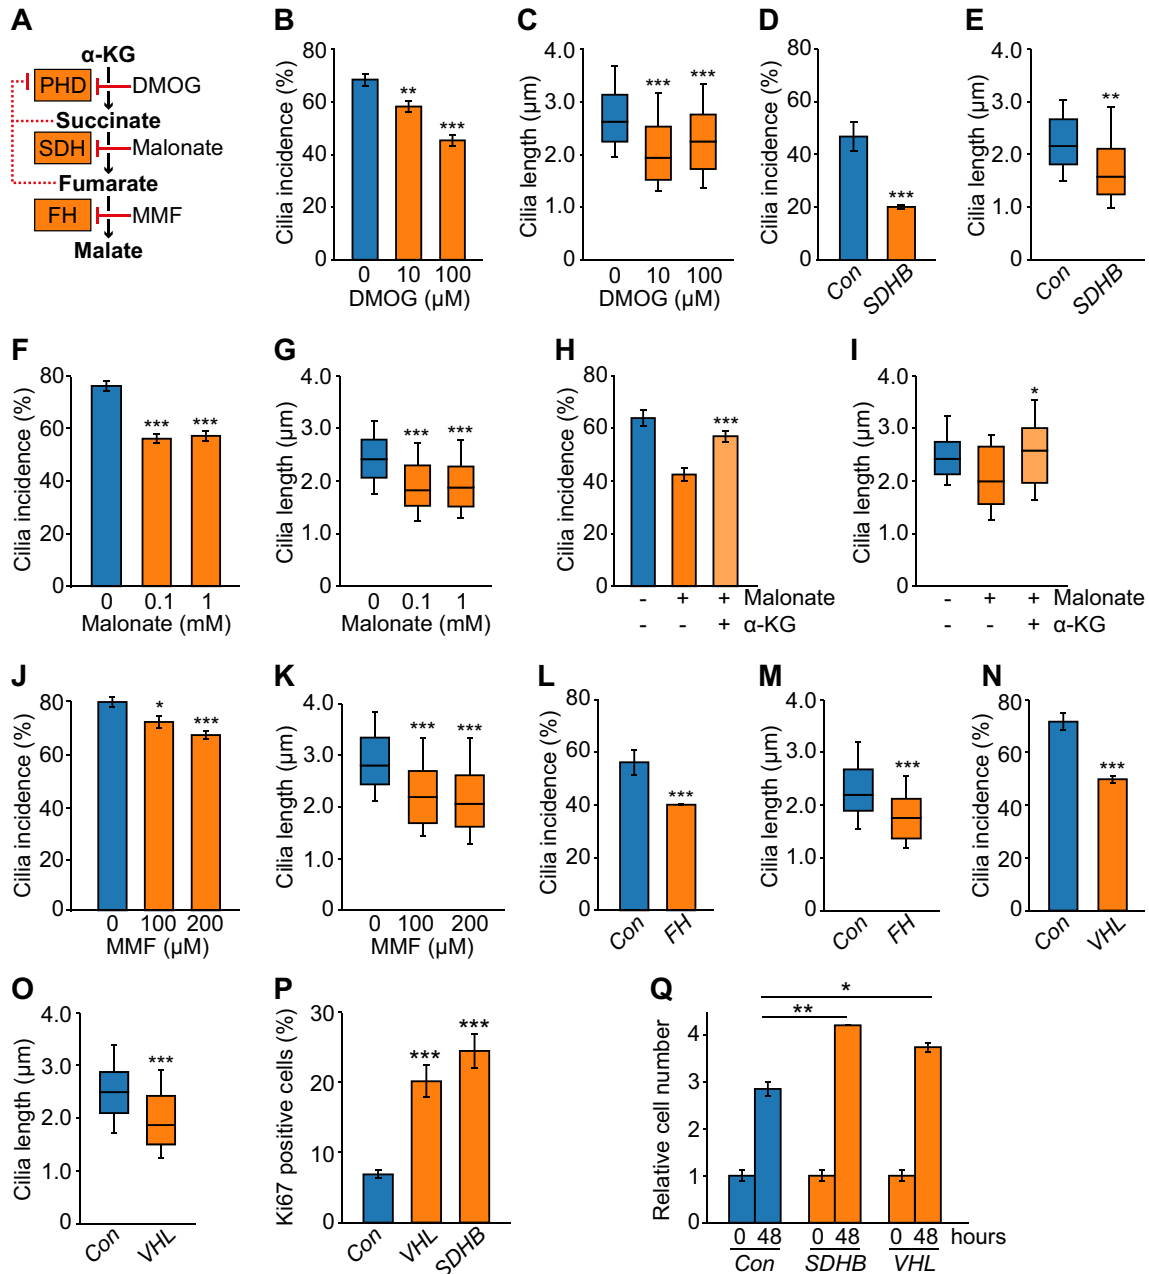 A
α-KG
PHD
DMOG
Succinate
SDH
Malonate
Fumarate
FH
MMF
Malate
B
Cilia incidence (%)
80
60
40
20
0
**
***
0 10 100
DMOG (µM)
C
Cilia length (µm)
4.0
3.0
2.0
1.0
0
***
***
0 10 100
DMOG (µM)
D
Cilia incidence (%)
80
60
40
20
0
***
Con
SDHB
E
Cilia length (µm)
4.0
3.0
2.0
1.0
0
**
Con
SDHB
F
Cilia incidence (%)
80
60
40
20
0
***
***
0 0.1 1
Malonate (mM)
G
Cilia length (µm)
4.0
3.0
2.0
1.0
0
***
***
0 0.1 1
Malonate (mM)
H
Cilia incidence (%)
80
60
40
20
0
***
- + + Malonate
- - + α-KG
I
Cilia length (µm)
4.0
3.0
2.0
1.0
0
*
- + + Malonate
- - + α-KG
J
Cilia incidence (%)
80
60
40
20
0
*
***
0 100 200
MMF (µM)
K
Cilia length (µm)
4.0
3.0
2.0
1.0
0
***
***
0 100 200
MMF (µM)
L
Cilia incidence (%)
80
60
40
20
0
***
Con
FH
M
Cilia length (µm)
4.0
3.0
2.0
1.0
0
***
Con
FH
N
Cilia incidence (%)
80
60
40
20
0
***
Con
VHL
O
Cilia length (µm)
4.0
3.0
2.0
1.0
0
***
Con
VHL
P
Ki67 positive cells (%)
30
20
10
0
***
***
Con
VHL
SDHB
Q
Relative cell number
4
3
2
1
0
*
**
0 48 0 48 0 48 hours
Con SDHB VHL